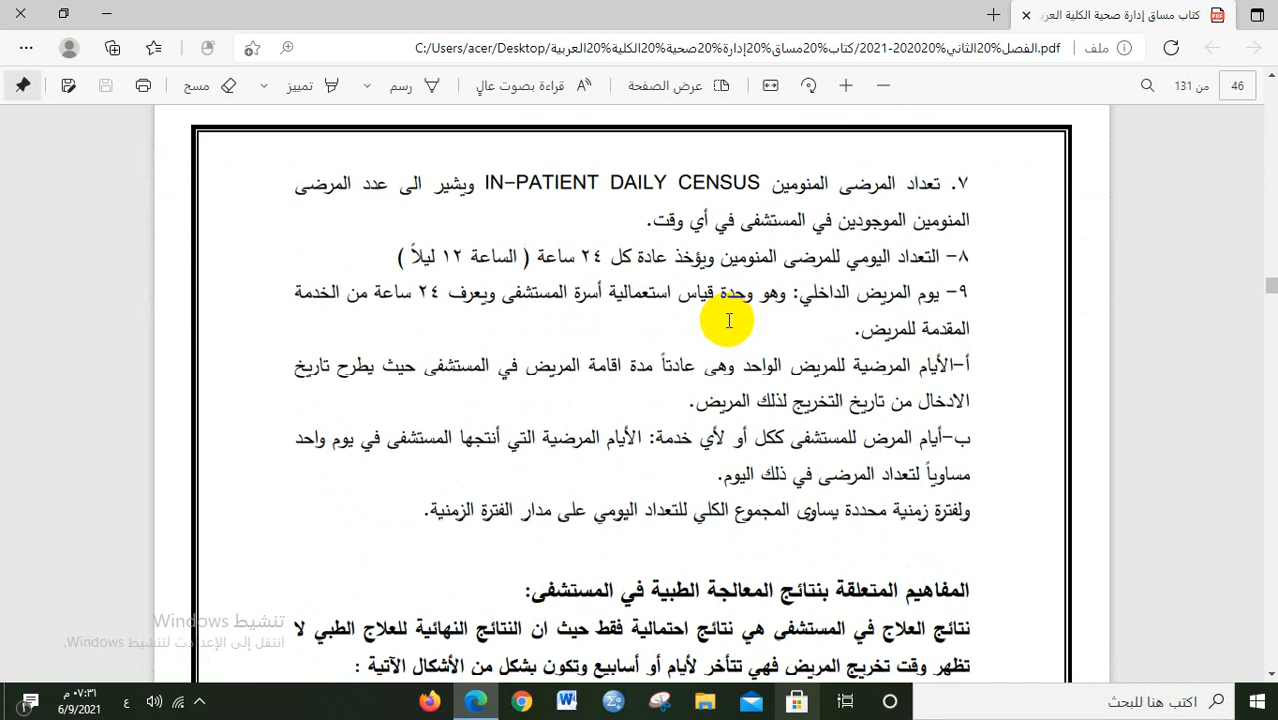 كتاب مساق إدارة صحية الكلية العربي
ملف
C:/Users/acer/Desktop/كتاب%20مساق%20إدارة%20صحية%20الكلية%20العربية/2021-2020%20الفصل%20الثاني.pdf
46 من 131
عرض الصفحة
قراءة بصوت عالٍ
رسم
تمييز
مسح
٧. تعداد المرضى المنومين IN-PATIENT DAILY CENSUS ويشير الى عدد المرضى
المنومين الموجودين في المستشفى في أي وقت.
٨- التعداد اليومي للمرضى المنومين ويؤخذ عادة كل ٢٤ ساعة ( الساعة ١٢ ليلاً )
٩- يوم المريض الداخلي: وهو وحدة قياس استعمالية أسرة المستشفى ويعرف ٢٤ ساعة من الخدمة
المقدمة للمريض.
أ-الأيام المرضية للمريض الواحد وهى عادتاً مدة اقامة المريض في المستشفى حيث يطرح تاريخ
الادخال من تاريخ التخريج لذلك المريض.
ب-أيام المرض للمستشفى ككل أو لأي خدمة: الأيام المرضية التي أنتجها المستشفى في يوم واحد
مساوياً لتعداد المرضى في ذلك اليوم.
ولفترة زمنية محددة يساوى المجموع الكلي للتعداد اليومي على مدار الفترة الزمنية.
المفاهيم المتعلقة بنتائج المعالجة الطبية في المستشفى:
نتائج العلاج في المستشفى هي نتائج احتمالية فقط حيث ان النتائج النهائية للعلاج الطبي لا
تظهر وقت تخريج المريض فهي تتأخر لأيام أو أسابيع وتكون بشكل من الأشكال الآتية :
تنشيط Windows
انتقل إلى الإعدادات لتنشيط Windows.
اكتب هنا للبحث
ع
٠٧:٣١ م
6/9/2021